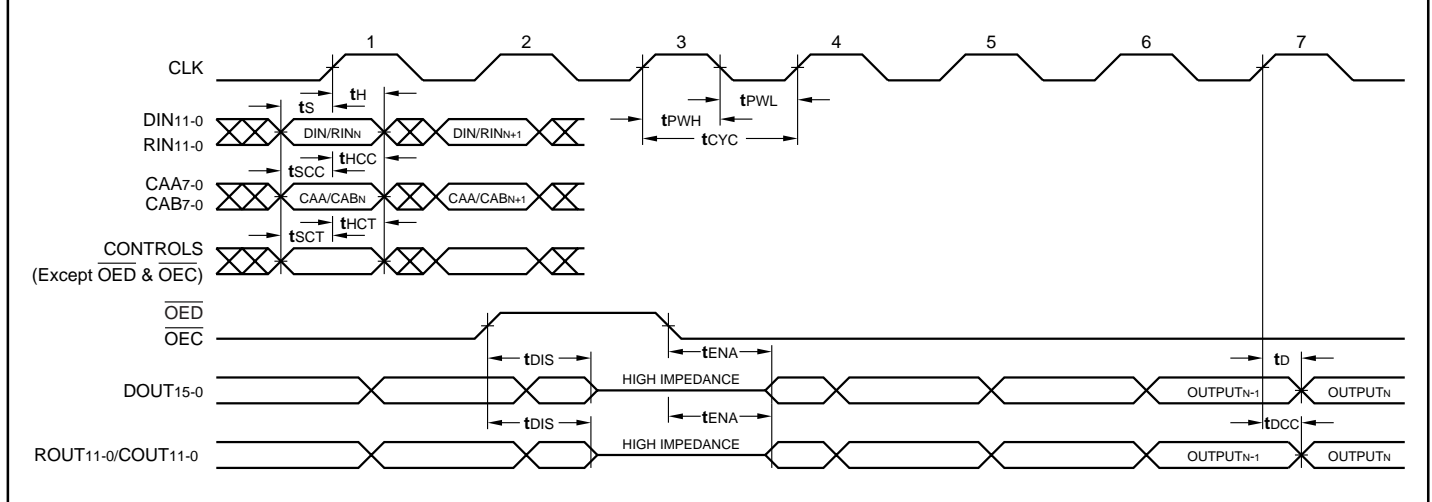 1 2 3 4 5 6 7
CLK
tS tH
tPWL
tPWH
tCYC
DIN11-0
RIN11-0
DIN/RINN DIN/RINN+1
tHCC
tSCC
CAA7-0
CAB7-0
CAA/CABN CAA/CABN+1
tHCT
tSCT
CONTROLS
(Except OED & OEC)
OED
OEC
tDIS tENA tD
DOUT15-0
HIGH IMPEDANCE
OUTPUTN-1 OUTPUTN
tDIS tENA tDCC
ROUT11-0/COUT11-0
HIGH IMPEDANCE
OUTPUTN-1 OUTPUTN